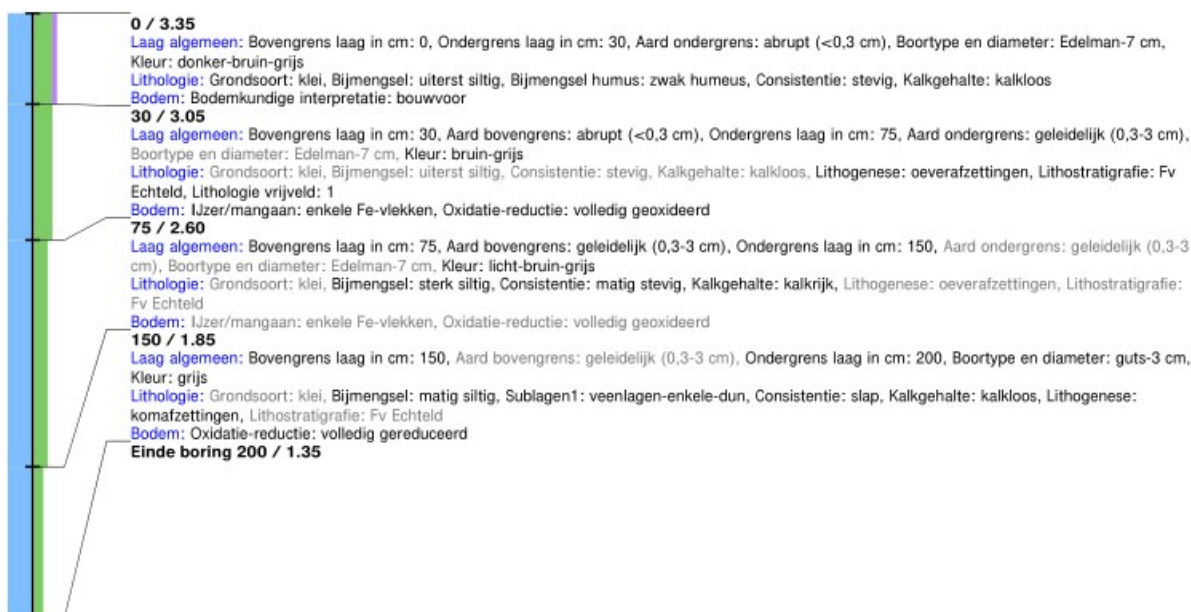 0 / 3.35
Laag algemeen: Bovengrens laag in cm: 0, Ondergrens laag in cm: 30, Aard ondergrens: abrupt (<0,3 cm), Boortype en diameter: Edelman-7 cm,
Kleur: donker-bruin-grijs
Lithologie: Grondsoort: klei, Bijmengsel: uiterst siltig, Bijmengsel humus: zwak humeus, Consistentie: stevig, Kalkgehalte: kalkloos
Bodem: Bodemkundige interpretatie: bouwvoor
30 / 3.05
Laag algemeen: Bovengrens laag in cm: 30, Aard bovengrens: abrupt (<0,3 cm), Ondergrens laag in cm: 75, Aard ondergrens: geleidelijk (0,3-3 cm),
Boortype en diameter: Edelman-7 cm, Kleur: bruin-grijs
Lithologie: Grondsoort: klei, Bijmengsel: uiterst siltig, Consistentie: stevig, Kalkgehalte: kalkloos, Lithogenese: oeverafzettingen, Lithostratigrafie: Fv
Echteld, Lithologie vrijveld: 1
Bodem: IJzer/mangaan: enkele Fe-vlekken, Oxidatie-reductie: volledig geoxideerd
75 / 2.60
Laag algemeen: Bovengrens laag in cm: 75, Aard bovengrens: geleidelijk (0,3-3 cm), Ondergrens laag in cm: 150, Aard ondergrens: geleidelijk (0,3-3
cm), Boortype en diameter: Edelman-7 cm, Kleur: licht-bruin-grijs
Lithologie: Grondsoort: klei, Bijmengsel: sterk siltig, Consistentie: matig stevig, Kalkgehalte: kalkrijk, Lithogenese: oeverafzettingen, Lithostratigrafie:
Fv Echteld
Bodem: IJzer/mangaan: enkele Fe-vlekken, Oxidatie-reductie: volledig geoxideerd
150 / 1.85
Laag algemeen: Bovengrens laag in cm: 150, Aard bovengrens: geleidelijk (0,3-3 cm), Ondergrens laag in cm: 200, Boortype en diameter: guts-3 cm,
Kleur: grijs
Lithologie: Grondsoort: klei, Bijmengsel: matig siltig, Sublagen1: veenlagen-enkele-dun, Consistentie: slap, Kalkgehalte: kalkloos, Lithogenese:
komafzettingen, Lithostratigrafie: Fv Echteld
Bodem: Oxidatie-reductie: volledig gereduceerd
Einde boring 200 / 1.35